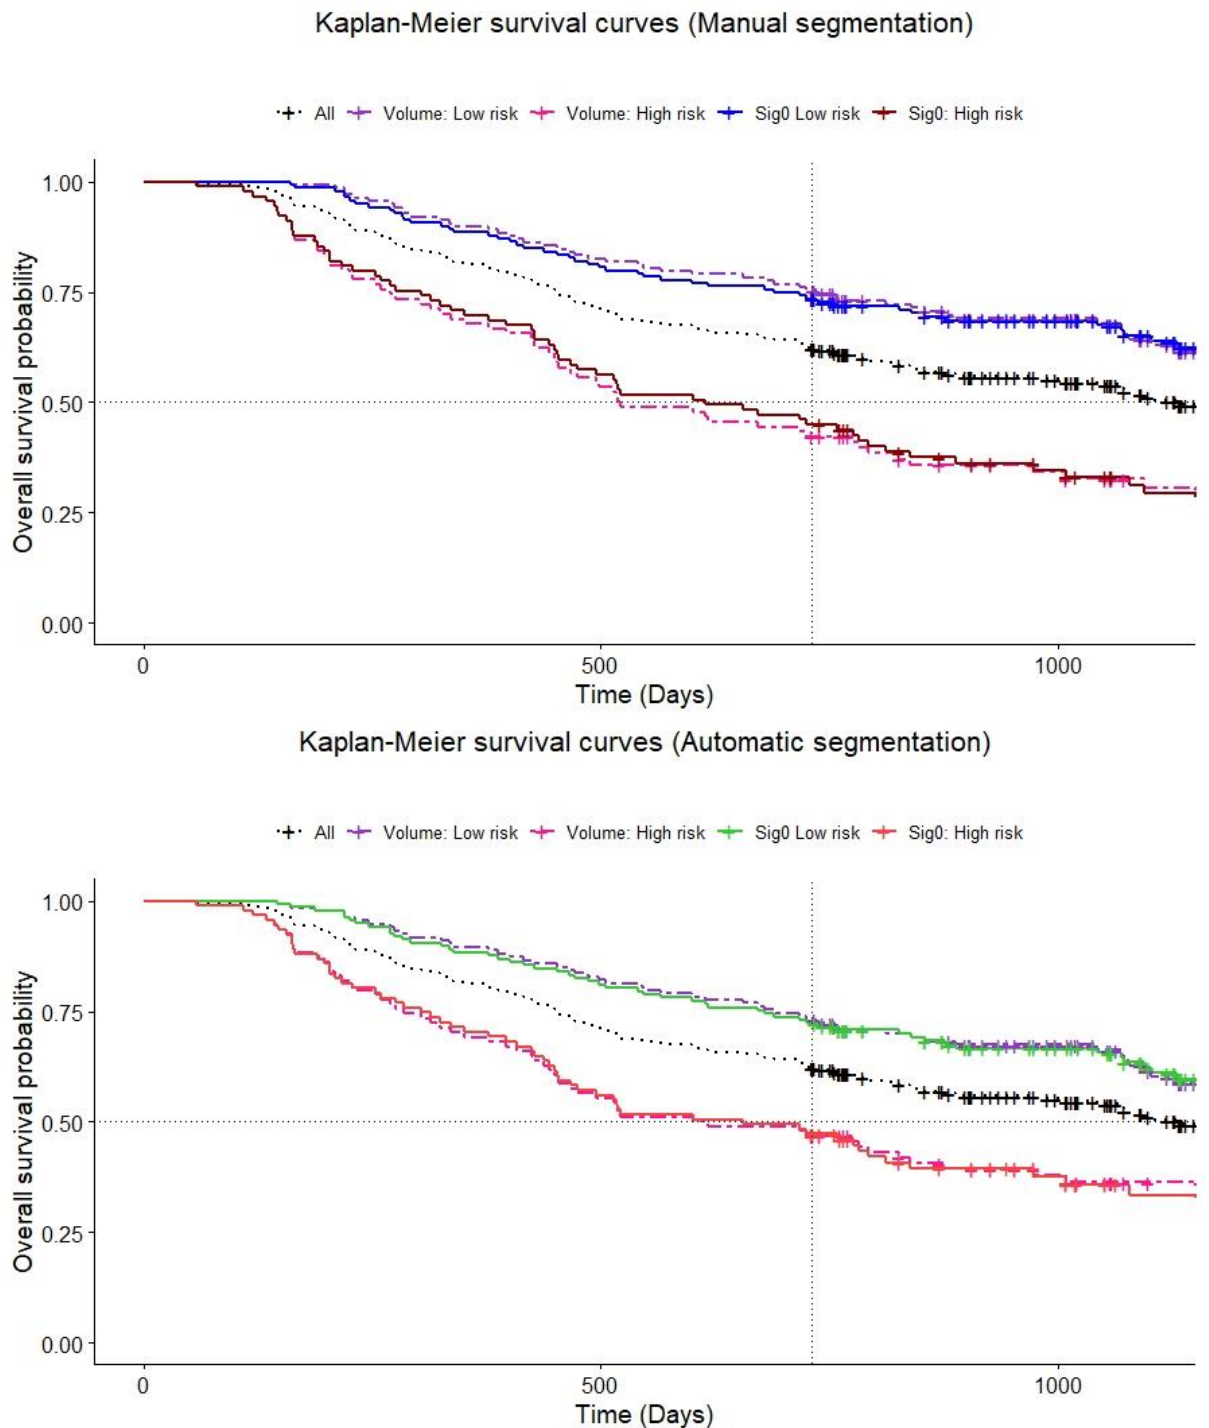 Kaplan-Meier survival curves (Manual segmentation)
All Volume: Low risk Volume: High risk Sig0 Low risk Sig0: High risk
Overall survival probability
1.00
0.75
0.50
0.25
0.00
0 500 1000
Time (Days)
Kaplan-Meier survival curves (Automatic segmentation)
All Volume: Low risk Volume: High risk Sig0 Low risk Sig0: High risk
Overall survival probability
1.00
0.75
0.50
0.25
0.00
0 500 1000
Time (Days)